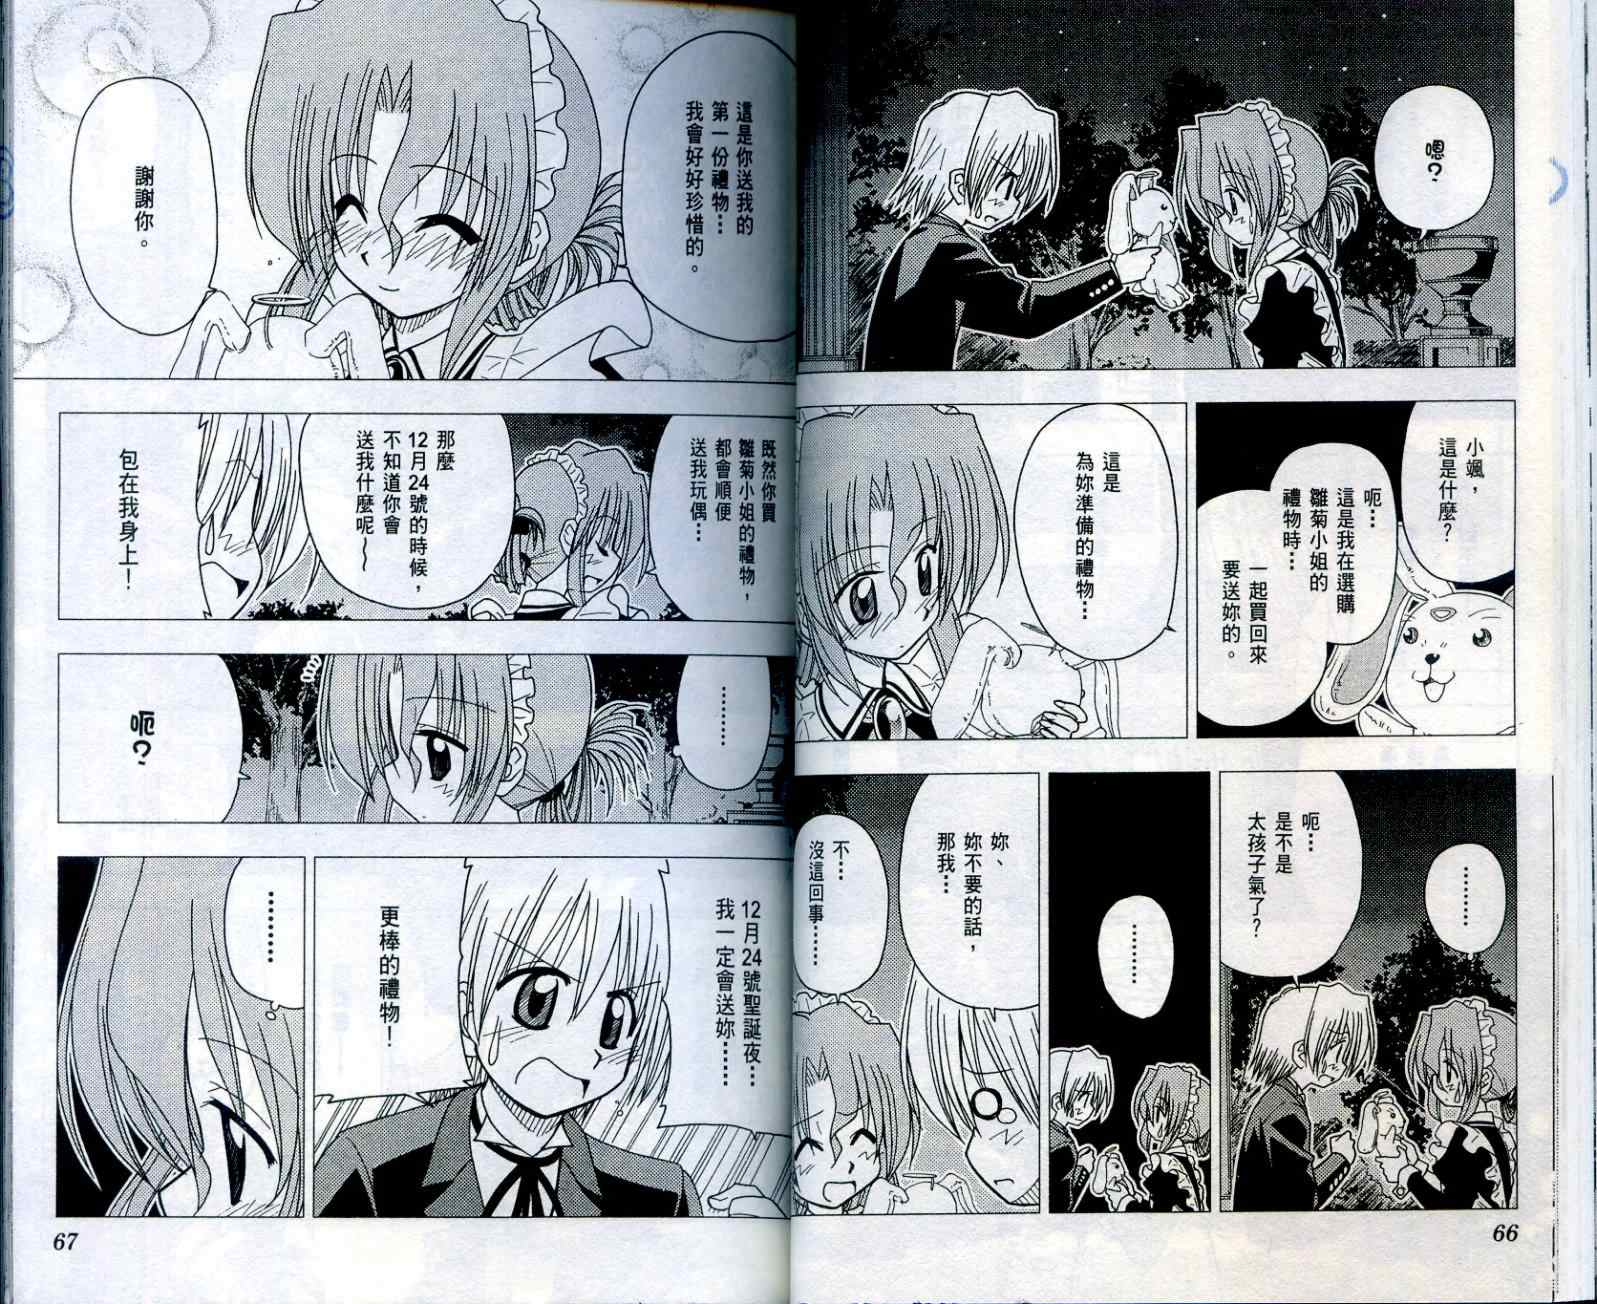 嗯？
小颯，
這是什麼？
呃…
這是我在選購
雛菊小姐的
禮物時…
一起買回來
要送妳的。
這是
為妳準備的禮物…
………
呃…
是不是
太孩子氣了？
………
妳、
妳不要的話，
那我…
不…
沒這回事……
66
這是你送我的
第一份禮物…
我會好好珍惜的。
謝謝你。
既然你買
雛菊小姐的禮物，
都會順便
送我玩偶…
那麼
12月24號的時候，
不知道你會
送我什麼呢～
包在我身上！
………
呃？
12月24號聖誕夜…
我一定會送妳……
更棒的禮物！
………
67